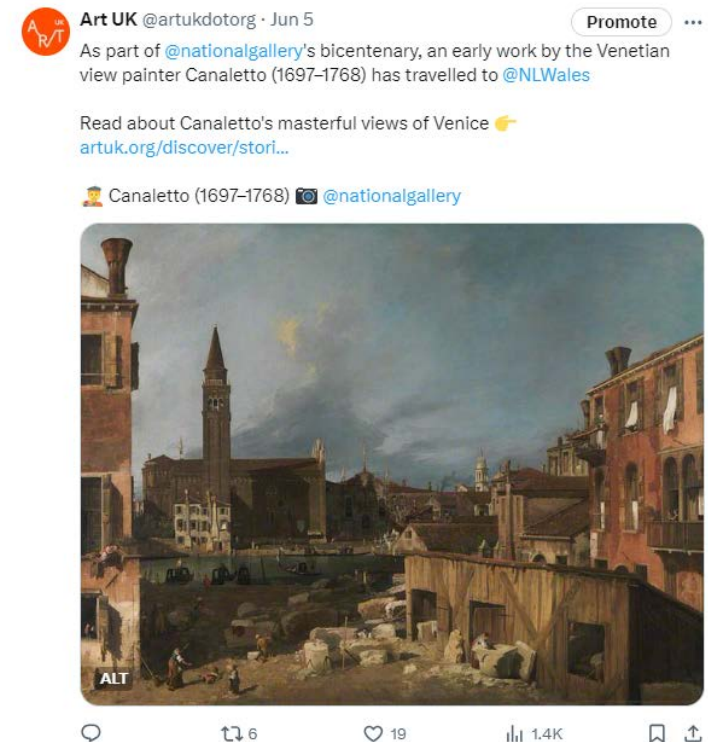 ART UK
Art UK @artukdotorg · Jun 5
Promote
As part of @nationalgallery's bicentenary, an early work by the Venetian
view painter Canaletto (1697–1768) has travelled to @NLWales
Read about Canaletto's masterful views of Venice 👉
artuk.org/discover/stori...
👨‍🎨 Canaletto (1697–1768) 📷 @nationalgallery
ALT
6
19
1.4K